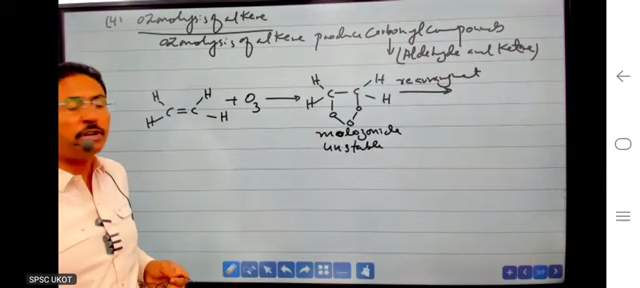 (4) ozonolysis of alkene
ozonolysis of alkene produce Carbonyl compounds
(Aldehyde and Ketone)
H H
C = C + O3
H H
H H
C - C
H H
O O
O
rearrangement
molozonide
unstable
SPSC UKOT